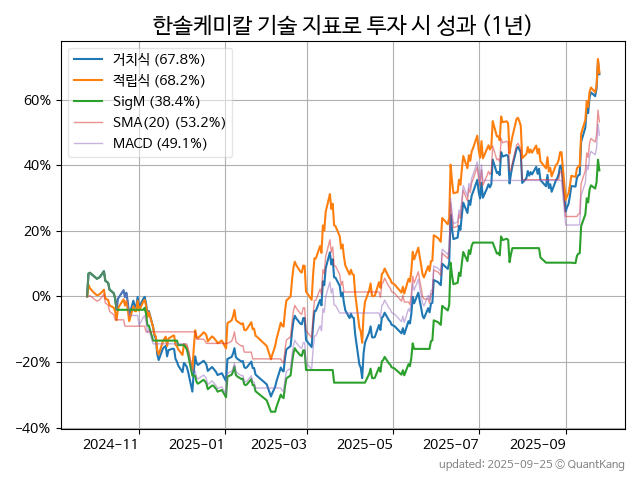 한솔케미칼 기술 지표로 투자 시 성과 (1년)
거치식 (67.8%)
적립식 (68.2%)
SigM (38.4%)
SMA(20) (53.2%)
MACD (49.1%)
60%
40%
20%
0%
−20%
−40%
2024-11 2025-01 2025-03 2025-05 2025-07 2025-09
updated: 2025-09-25 © QuantKang